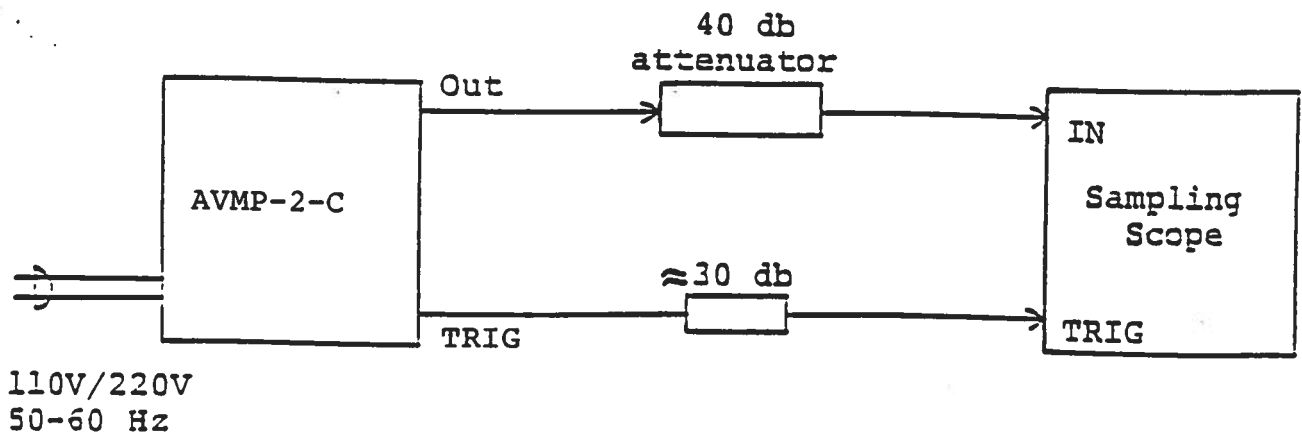 40 db
attenuator
Out
IN
AVMP-2-C
Sampling
Scope
≈30 db
TRIG
TRIG
110V/220V
50-60 Hz